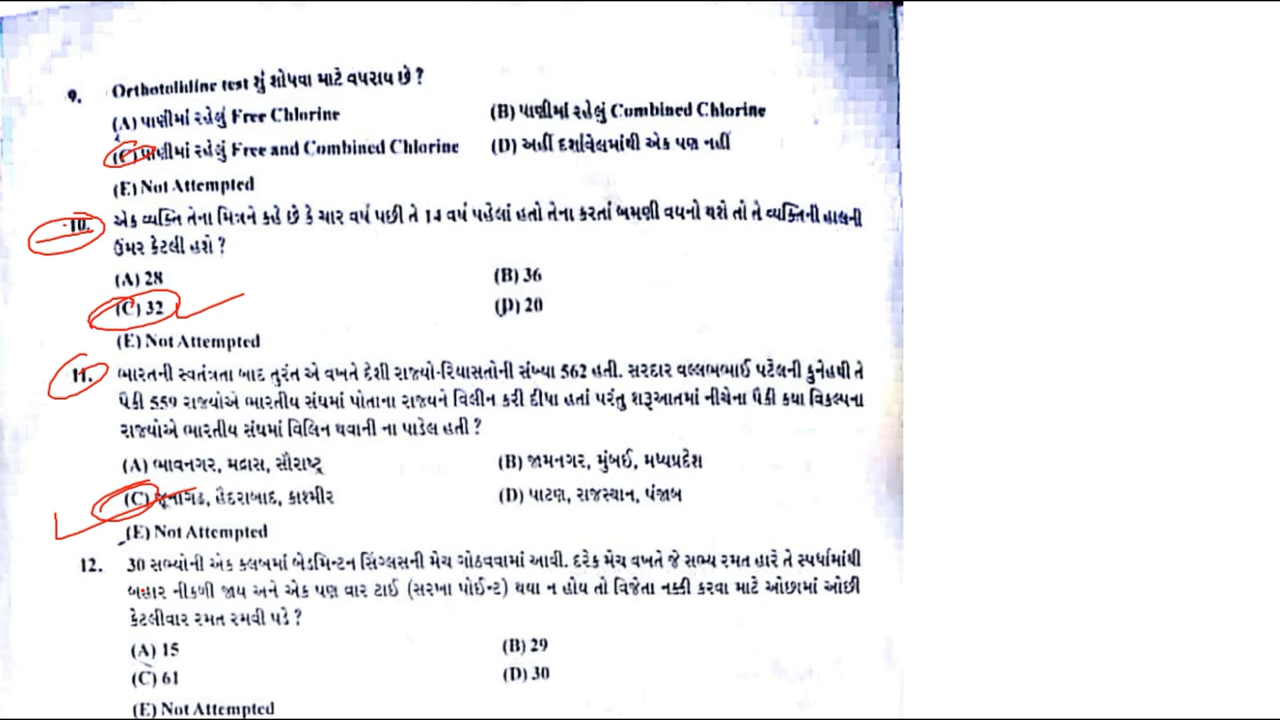 9. Orthotolidine test શું શોધવા માટે વપરાય છે ?
(A) પાણીમાં રહેલું Free Chlorine (B) પાણીમાં રહેલું Combined Chlorine
(C) પાણીમાં રહેલું Free and Combined Chlorine (D) અહીં દર્શાવેલમાંથી એક પણ નહીં
(E) Not Attempted
10. એક વ્યક્તિ તેના મિત્રને કહે છે કે ચાર વર્ષ પછી તે 14 વર્ષ પહેલાં હતો તેના કરતાં બમણી વયનો થશે તો તે વ્યક્તિની હાલની
ઉંમર કેટલી હશે ?
(A) 28 (B) 36
(C) 32 (D) 20
(E) Not Attempted
11. ભારતની સ્વતંત્રતા બાદ તુરંત એ વખતે દેશી રાજ્યો-રિયાસતોની સંખ્યા 562 હતી. સરદાર વલ્લભભાઈ પટેલની કુનેહથી તે
પૈકી 559 રાજ્યોએ ભારતીય સંઘમાં પોતાના રાજ્યને વિલીન કરી દીધા હતાં પરંતુ શરૂઆતમાં નીચેના પૈકી કયા વિકલ્પના
રાજ્યોએ ભારતીય સંઘમાં વિલિન થવાની ના પાડેલ હતી ?
(A) ભાવનગર, મદ્રાસ, સૌરાષ્ટ્ર (B) જામનગર, મુંબઈ, મધ્યપ્રદેશ
(C) જૂનાગઢ, હૈદરાબાદ, કાશ્મીર (D) પાટણ, રાજસ્થાન, પંજાબ
(E) Not Attempted
12. 30 સભ્યોની એક ક્લબમાં બેડમિન્ટન સિંગ્લસની મેચ ગોઠવવામાં આવી. દરેક મેચ વખતે જે સભ્ય રમત હારે તે સ્પર્ધામાંથી
બહાર નીકળી જાય અને એક પણ વાર ટાઈ (સરખા પોઈન્ટ) થયા ન હોય તો વિજેતા નક્કી કરવા માટે ઓછામાં ઓછી
કેટલીવાર રમત રમવી પડે ?
(A) 15 (B) 29
(C) 61 (D) 30
(E) Not Attempted